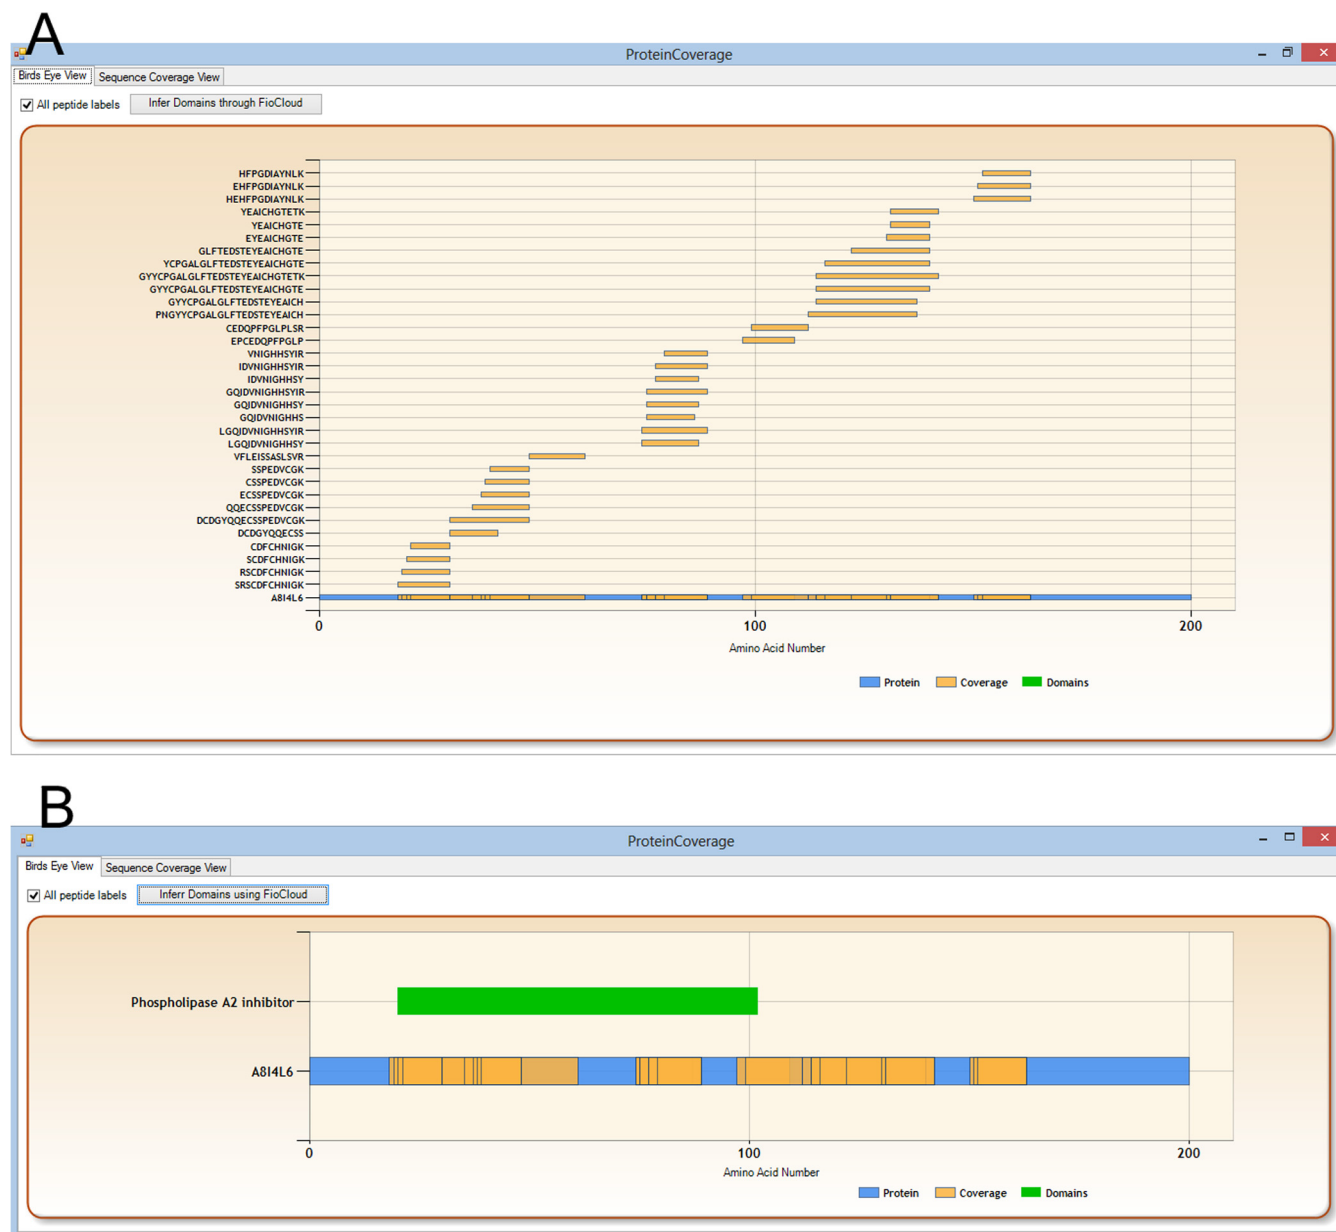 A
ProteinCoverage
Birds Eye View Sequence Coverage View
All peptide labels Infer Domains through FioCloud
HFPGDIAYNLK
EHFPGDIAYNLK
HEHFPGDIAYNLK
YEAICHGTETK
YEAICHGTE
EYEAICHGTE
GLFTEDSTEYEAICHGTE
YCPGALGLFTEDSTEYEAICHGTE
GYYCPGALGLFTEDSTEYEAICHGTETK
GYYCPGALGLFTEDSTEYEAICHGTE
GYYCPGALGLFTEDSTEYEAICH
PNGYYCPGALGLFTEDSTEYEAICH
CEDQPFPGLPLSR
EPCEDQPFPGLP
VNIGHHSYIR
IDVNIGHHSYIR
IDVNIGHHSY
GQIDVNIGHHSYIR
GQIDVNIGHHSY
GQIDVNIGHHS
LGQIDVNIGHHSYIR
LGQIDVNIGHHSY
VFLEISSASLSVR
SSPEDVCGK
CSSPEDVCGK
ECSSPEDVCGK
QQECSSPEDVCGK
DCDGYQQECSSPEDVCGK
DCDGYQQECSS
CDFCHNIGK
SCDFCHNIGK
RSCDFCHNIGK
SRSCDFCHNIGK
A8I4L6
0 100 200
Amino Acid Number
Protein Coverage Domains
B
ProteinCoverage
Birds Eye View Sequence Coverage View
All peptide labels Inferr Domains using FioCloud
Phospholipase A2 inhibitor
A8I4L6
0 100 200
Amino Acid Number
Protein Coverage Domains